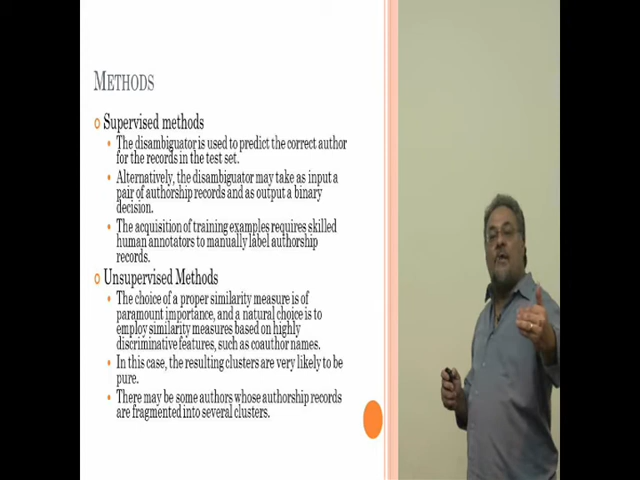 METHODS
Supervised methods
The disambiguator is used to predict the correct author
for the records in the test set.
Alternatively, the disambiguator may take as input a
pair of authorship records and as output a binary
decision.
The acquisition of training examples requires skilled
human annotators to manually label authorship
records.
Unsupervised Methods
The choice of a proper similarity measure is of
paramount importance, and a natural choice is to
employ similarity measures based on highly
discriminative features, such as coauthor names.
In this case, the resulting clusters are very likely to be
pure.
There may be some authors whose authorship records
are fragmented into several clusters.